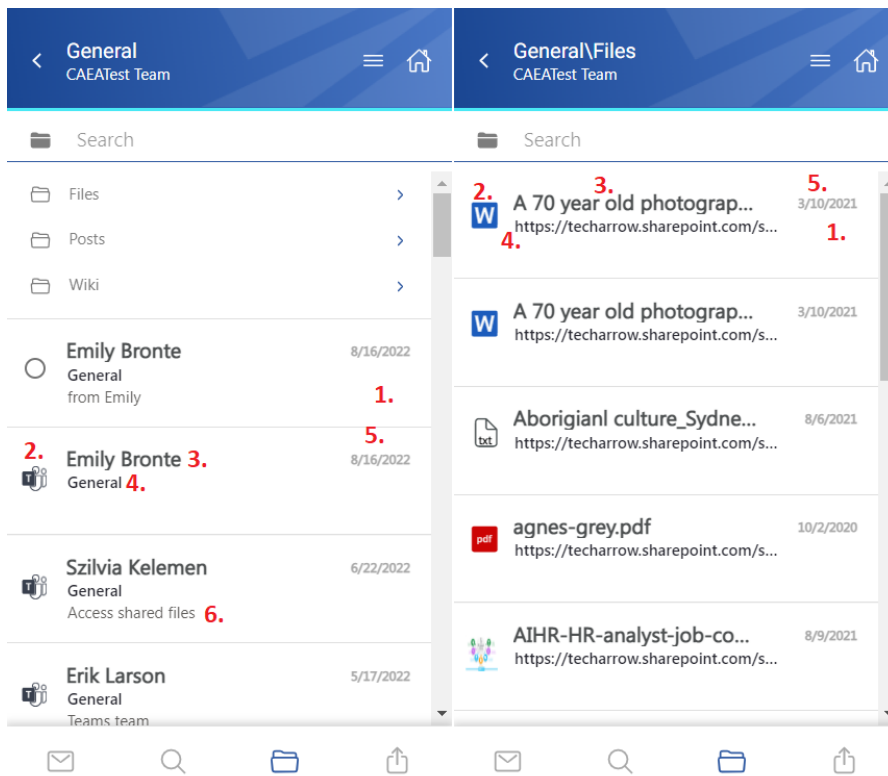 General
CAEATest Team
Search
Files
Posts
Wiki
Emily Bronte 8/16/2022
General
from Emily
1.
5.
2.
Emily Bronte 3. 8/16/2022
General 4.
Szilvia Kelemen 6/22/2022
General
Access shared files 6.
Erik Larson 5/17/2022
General
Teams team
General\Files
CAEATest Team
Search
2. 3. 5.
W A 70 year old photograp... 3/10/2021
4. https://techarrow.sharepoint.com/s... 1.
W A 70 year old photograp... 3/10/2021
https://techarrow.sharepoint.com/s...
txt Aborigianl culture_Sydne... 8/6/2021
https://techarrow.sharepoint.com/s...
pdf agnes-grey.pdf 10/2/2020
https://techarrow.sharepoint.com/s...
AIHR-HR-analyst-job-co... 8/9/2021
https://techarrow.sharepoint.com/s...